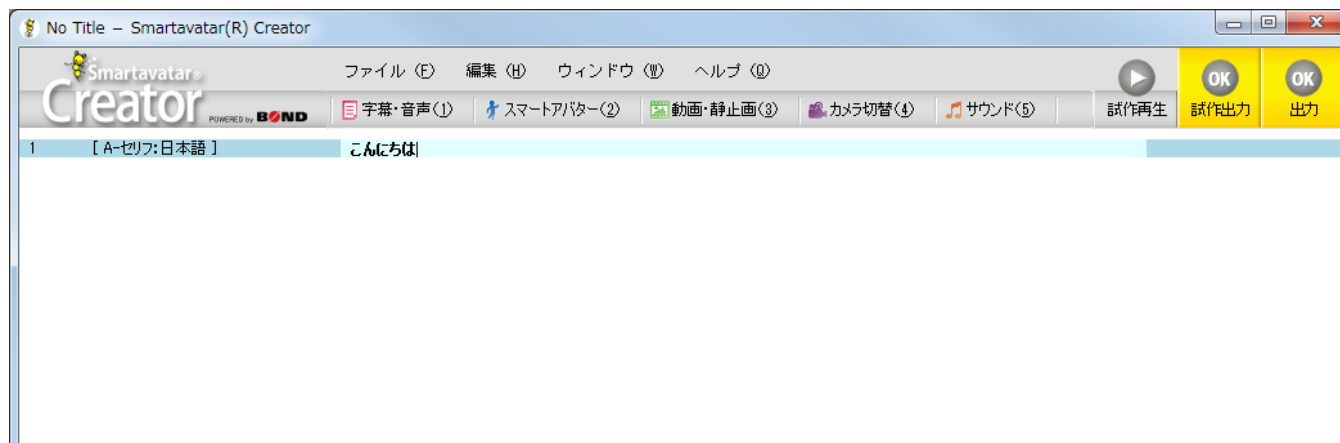 No Title – Smartavatar(R) Creator
Smartavatar®
Creator
POWERED by BOND
ファイル (F) 編集 (H) ウィンドウ (W) ヘルプ (Q)
字幕・音声(1) スマートアバター(2) 動画・静止画(3) カメラ切替(4) サウンド(5)
試作再生
OK
試作出力
OK
出力
1 [ A-セリフ:日本語 ] こんにちは